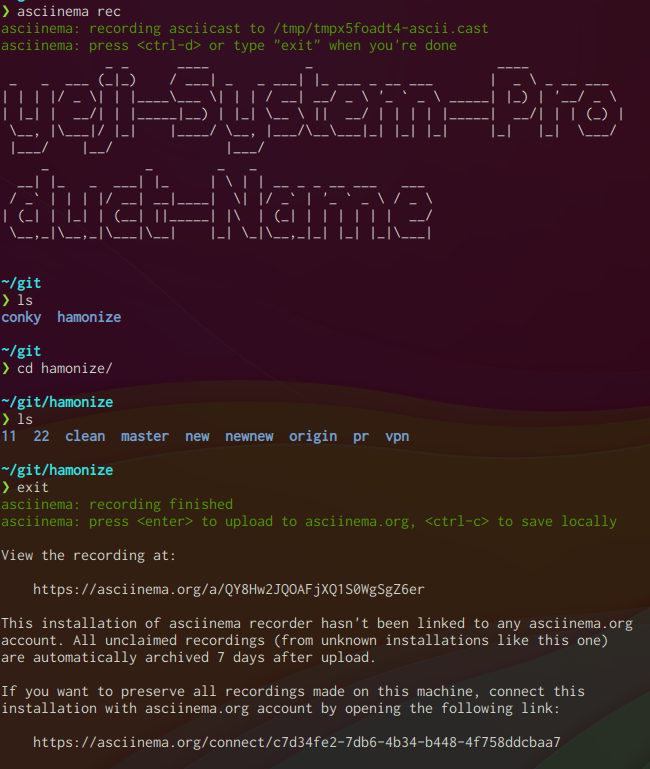 ❯ asciinema rec
asciinema: recording asciicast to /tmp/tmpx5foadt4-ascii.cast
asciinema: press <ctrl-d> or type "exit" when you're done
yeji-System-Pro
duct-Name
~/git
❯ ls
conky  hamonize
~/git
❯ cd hamonize/
~/git/hamonize
❯ ls
11  22  clean  master  new  newnew  origin  pr  vpn
~/git/hamonize
❯ exit
asciinema: recording finished
asciinema: press <enter> to upload to asciinema.org, <ctrl-c> to save locally
View the recording at:
https://asciinema.org/a/QY8Hw2JQOAFjXQ1S0WgSgZ6er
This installation of asciinema recorder hasn't been linked to any asciinema.org
account. All unclaimed recordings (from unknown installations like this one)
are automatically archived 7 days after upload.
If you want to preserve all recordings made on this machine, connect this
installation with asciinema.org account by opening the following link:
https://asciinema.org/connect/c7d34fe2-7db6-4b34-b448-4f758ddcbaa7